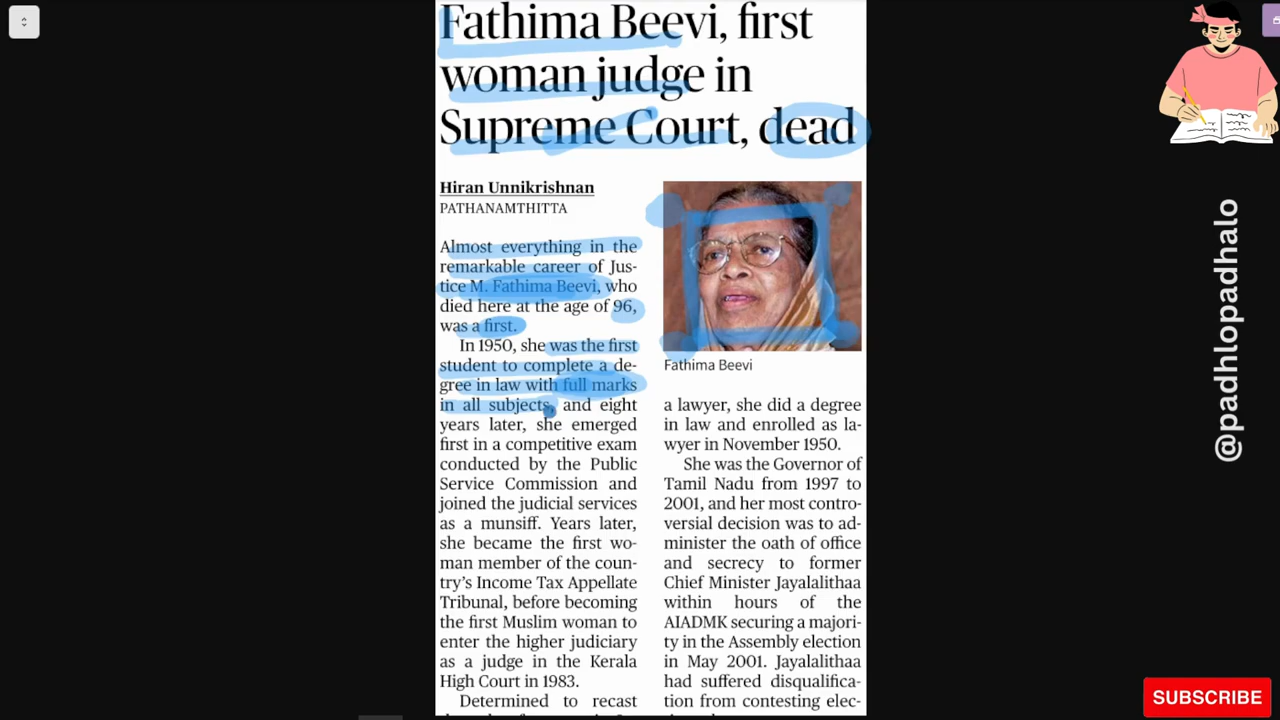 Fathima Beevi, first
woman judge in
Supreme Court, dead
Hiran Unnikrishnan
PATHANAMTHITTA
Almost everything in the
remarkable career of Jus-
tice M. Fathima Beevi, who
died here at the age of 96,
was a first.
In 1950, she was the first
student to complete a de-
gree in law with full marks
in all subjects, and eight
years later, she emerged
first in a competitive exam
conducted by the Public
Service Commission and
joined the judicial services
as a munsiff. Years later,
she became the first wo-
man member of the coun-
try's Income Tax Appellate
Tribunal, before becoming
the first Muslim woman to
enter the higher judiciary
as a judge in the Kerala
High Court in 1983.
Determined to recast
Fathima Beevi
a lawyer, she did a degree
in law and enrolled as la-
wyer in November 1950.
She was the Governor of
Tamil Nadu from 1997 to
2001, and her most contro-
versial decision was to ad-
minister the oath of office
and secrecy to former
Chief Minister Jayalalithaa
within hours of the
AIADMK securing a majori-
ty in the Assembly election
in May 2001. Jayalalithaa
had suffered disqualifica-
tion from contesting elec-
@padhlopadhalo
SUBSCRIBE